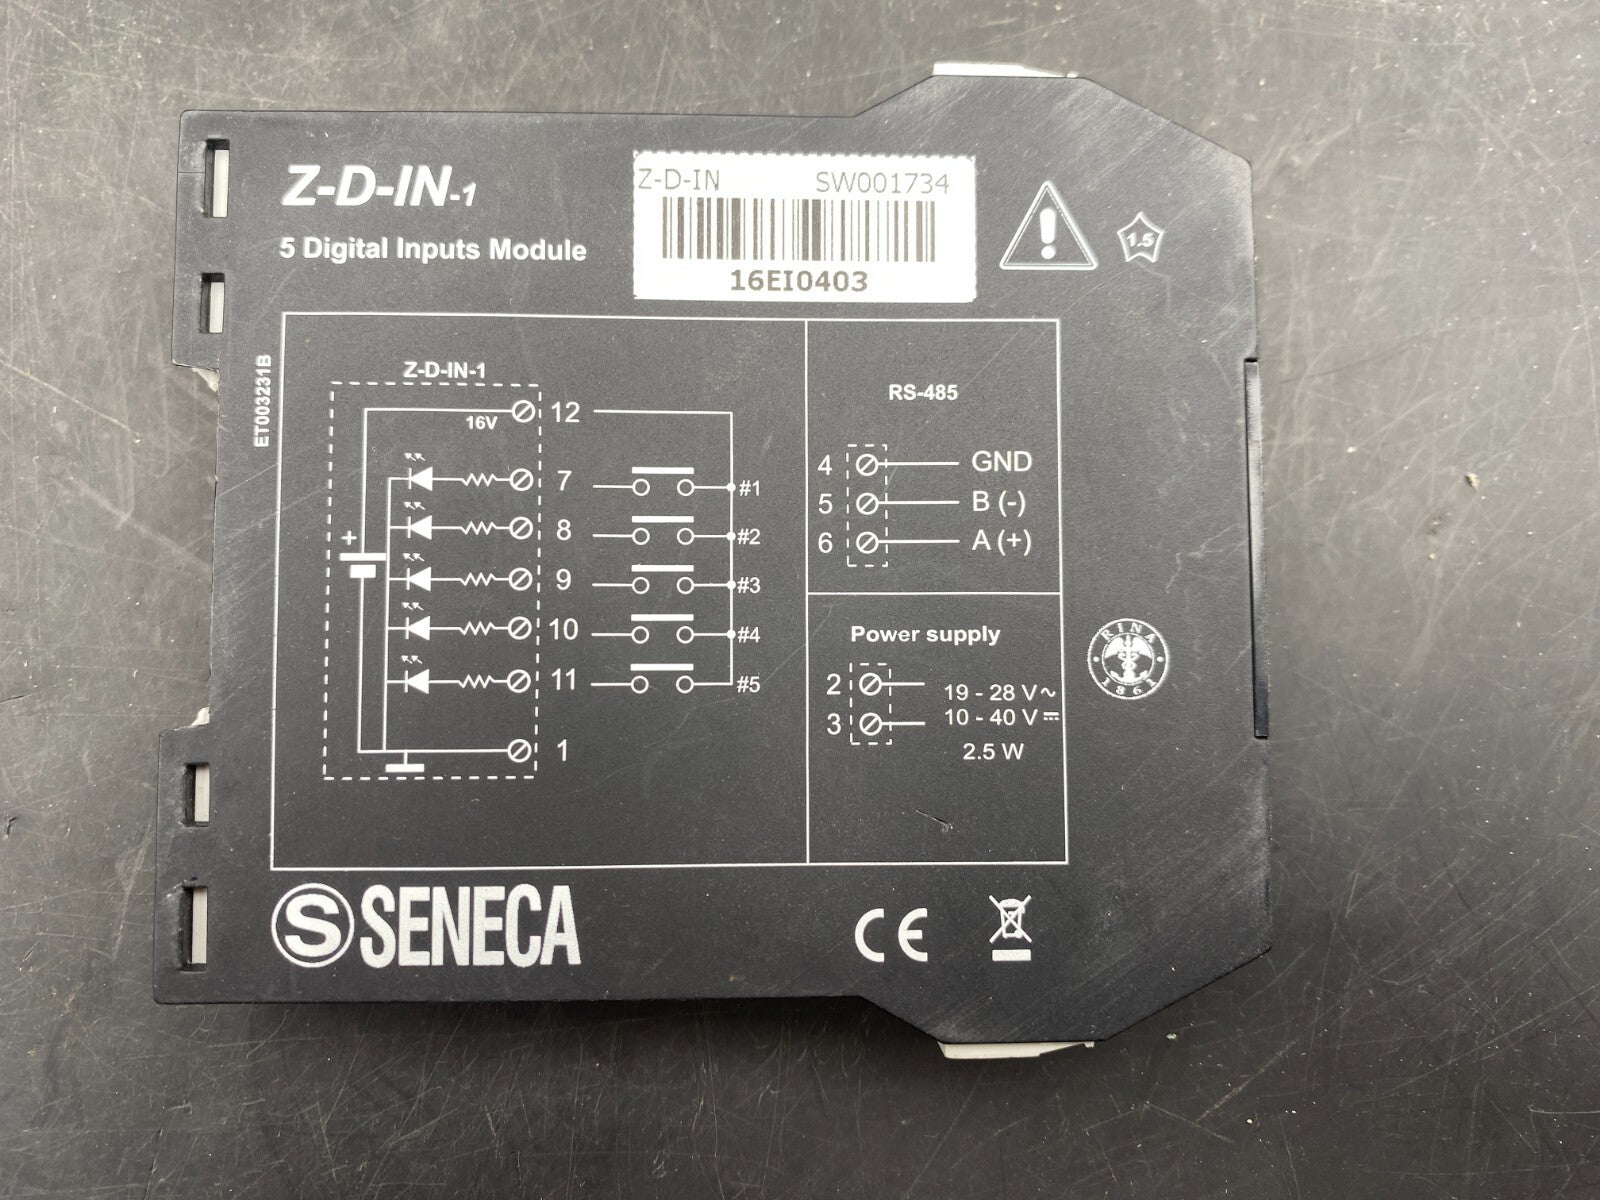 Z-D-IN-1
5 Digital Inputs Module
Z-D-IN SW001734
16EI0403
1.5
ET003231B
Z-D-IN-1
16V
12
7 #1
8 #2
+
9 #3
10 #4
11 #5
1
RS-485
4 GND
5 B (-)
6 A (+)
Power supply
2 19 - 28 V~
3 10 - 40 V⎓
2.5 W
RINA
1861
S SENECA
CE